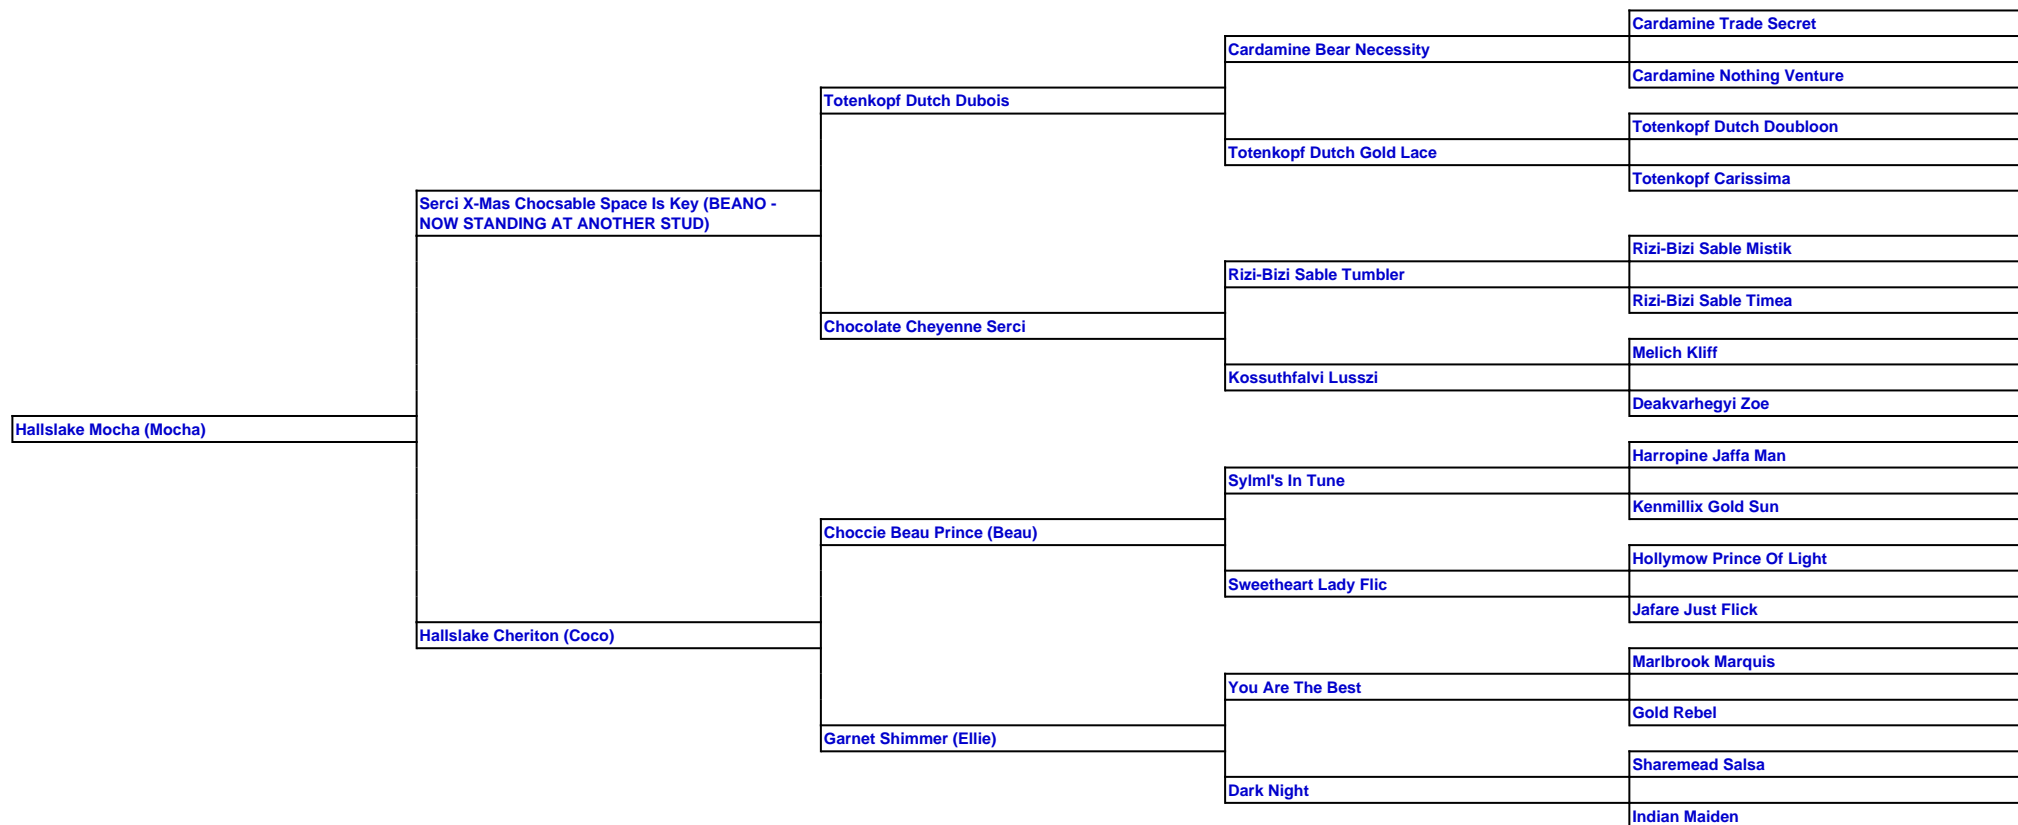 Cardamine Trade Secret
Cardamine Bear Necessity
Cardamine Nothing Venture
Totenkopf Dutch Dubois
Totenkopf Dutch Doubloon
Totenkopf Dutch Gold Lace
Totenkopf Carissima
Serci X-Mas Chocsable Space Is Key (BEANO -
NOW STANDING AT ANOTHER STUD)
Rizi-Bizi Sable Mistik
Rizi-Bizi Sable Tumbler
Rizi-Bizi Sable Timea
Chocolate Cheyenne Serci
Melich Kliff
Kossuthfalvi Lusszi
Deakvarhegyi Zoe
Hallslake Mocha (Mocha)
Harropine Jaffa Man
Sylml's In Tune
Kenmillix Gold Sun
Choccie Beau Prince (Beau)
Hollymow Prince Of Light
Sweetheart Lady Flic
Jafare Just Flick
Hallslake Cheriton (Coco)
Marlbrook Marquis
You Are The Best
Gold Rebel
Garnet Shimmer (Ellie)
Sharemead Salsa
Dark Night
Indian Maiden